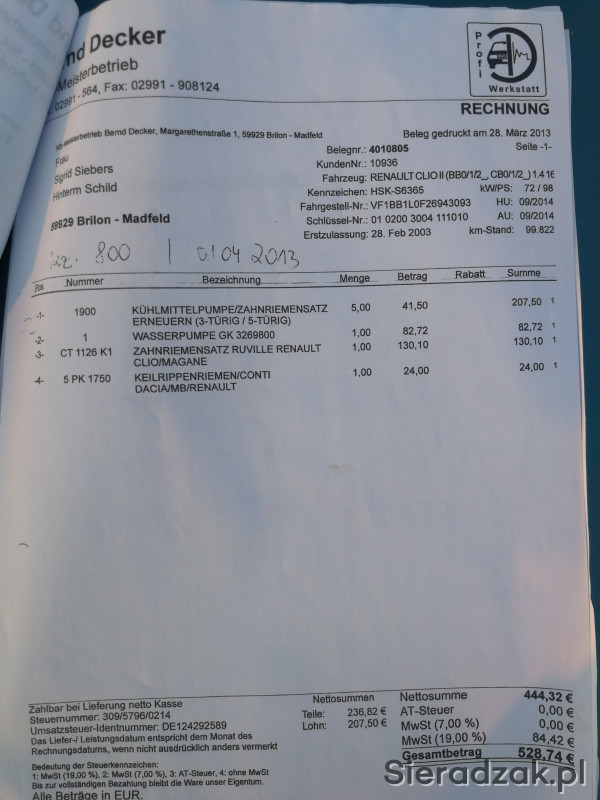 nd Decker
Meisterbetrieb
02991 - 564, Fax: 02991 - 908124
Profi
Werkstatt
RECHNUNG
Meisterbetrieb Bernd Decker, Margarethenstraße 1, 59929 Brilon - Madfeld
Beleg gedruckt am 28. März 2013
Belegnr.: 4010805 Seite -1-
Frau
KundenNr.: 10936
Sigrid Siebers
Fahrzeug: RENAULT CLIO II (BB0/1/2_, CB0/1/2_) 1.4 16
Hinterm Schild
Kennzeichen: HSK-S6365 kW/PS: 72 / 98
Fahrgestell-Nr.: VF1BB1L0F26943093 HU: 09/2014
59929 Brilon - Madfeld
Schlüssel-Nr.: 01 0200 3004 111010 AU: 09/2014
Erstzulassung: 28. Feb 2003 km-Stand: 99.822
800 | 01 04 2013
Pos Nummer Bezeichnung Menge Betrag Rabatt Summe
-1- 1900 KÜHLMITTELPUMPE/ZAHNRIEMENSATZ 5,00 41,50 207,50 1
ERNEUERN (3-TÜRIG / 5-TÜRIG)
-2- 1 WASSERPUMPE GK 3269800 1,00 82,72 82,72 1
-3- CT 1126 K1 ZAHNRIEMENSATZ RUVILLE RENAULT 1,00 130,10 130,10 1
CLIO/MAGANE
-4- 5 PK 1750 KEILRIPPENRIEMEN/CONTI 1,00 24,00 24,00 1
DACIA/MB/RENAULT
Zahlbar bei Lieferung netto Kasse
Steuernummer: 309/5796/0214
Umsatzsteuer-Identnummer: DE124292589
Das Liefer-/ Leistungsdatum entspricht dem Monat des
Rechnungsdatums, wenn nicht ausdrücklich anders vermerkt
Bedeutung der Steuerkennzeichen:
1: MwSt (19,00 %), 2: MwSt (7,00 %), 3: AT-Steuer, 4: ohne MwSt
Bis zur vollständigen Bezahlung bleibt die Ware unser Eigentum.
Alle Beträge in EUR.
Nettosummen
Teile: 236,82 €
Lohn: 207,50 €
Nettosumme 444,32 €
AT-Steuer 0,00 €
MwSt (7,00 %) 0,00 €
MwSt (19,00 %) 84,42 €
Gesamtbetrag 528,74 €
Sieradzak.pl